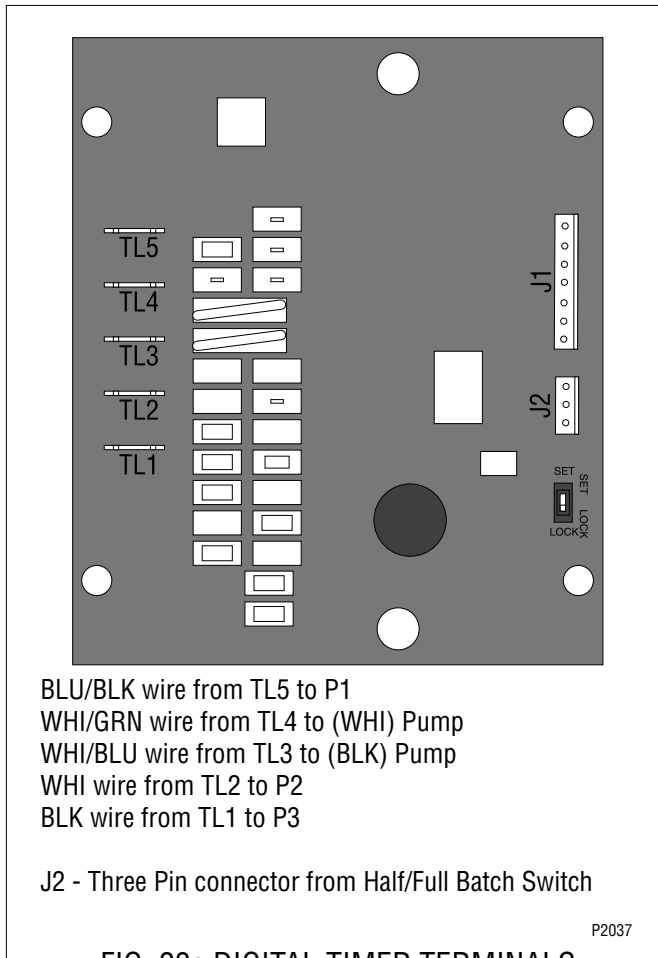 TL5
TL4
TL3
TL2
TL1
J1
J2
SET
SET LOCK
LOCK
BLU/BLK wire from TL5 to P1
WHI/GRN wire from TL4 to (WHI) Pump
WHI/BLU wire from TL3 to (BLK) Pump
WHI wire from TL2 to P2
BLK wire from TL1 to P3
J2 - Three Pin connector from Half/Full Batch Switch
P2037
DIGITAL TIMER TERMINALS